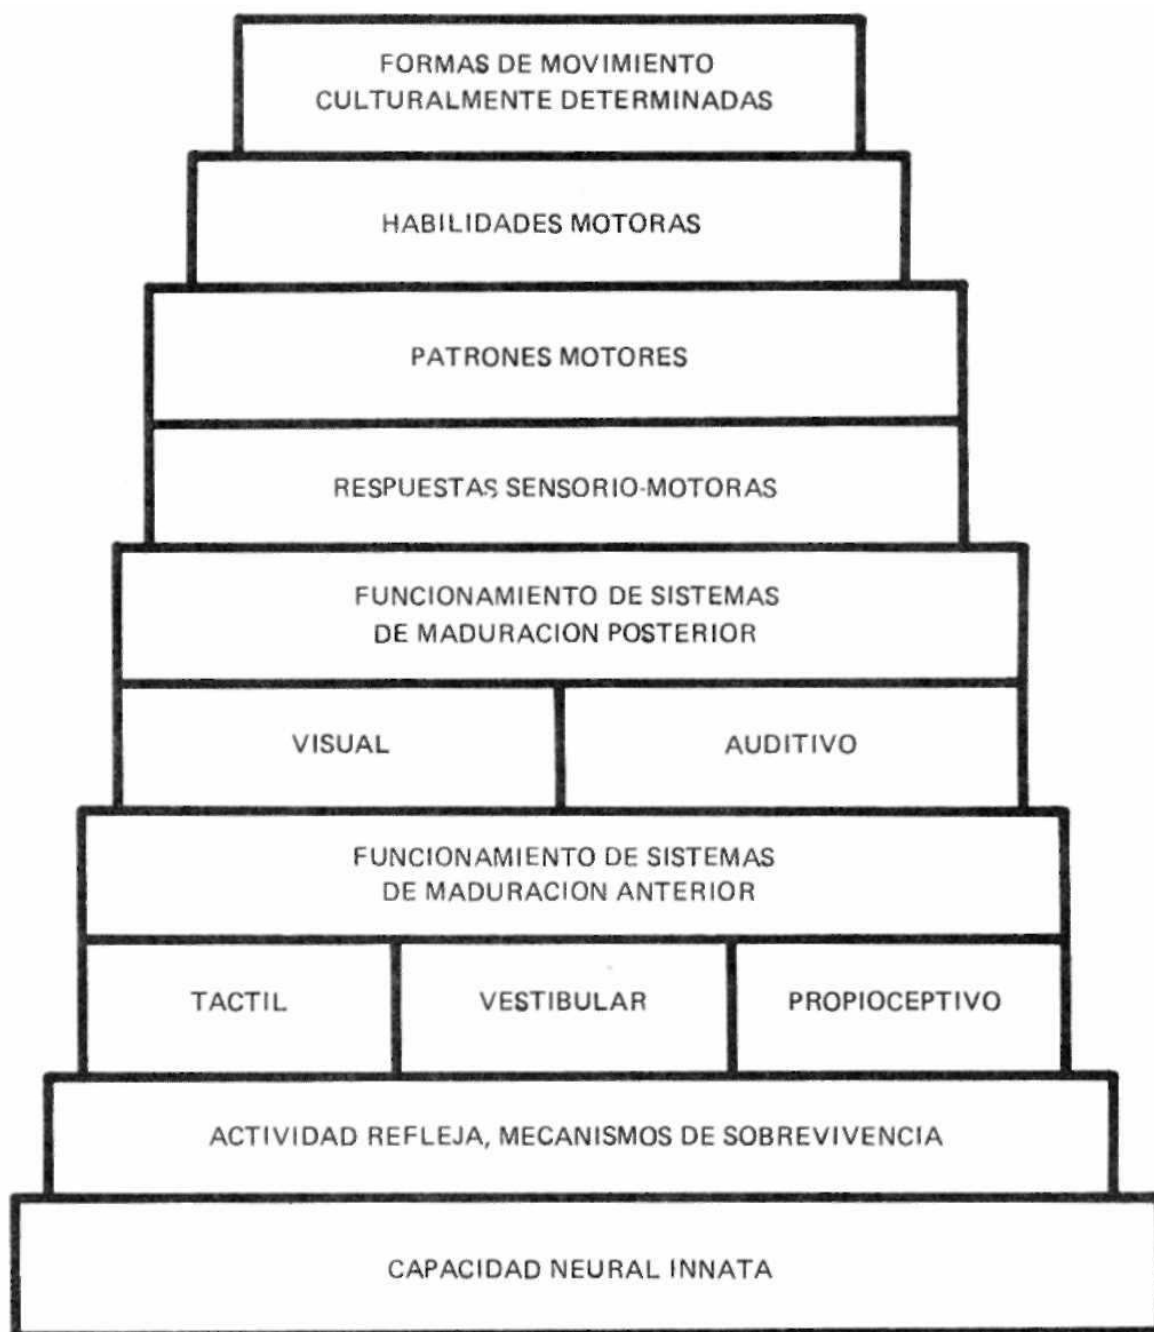 FORMAS DE MOVIMIENTO
CULTURALMENTE DETERMINADAS
HABILIDADES MOTORAS
PATRONES MOTORES
RESPUESTAS SENSORIO-MOTORAS
FUNCIONAMIENTO DE SISTEMAS
DE MADURACION POSTERIOR
VISUAL
AUDITIVO
FUNCIONAMIENTO DE SISTEMAS
DE MADURACION ANTERIOR
TACTIL
VESTIBULAR
PROPIOCEPTIVO
ACTIVIDAD REFLEJA, MECANISMOS DE SOBREVIVENCIA
CAPACIDAD NEURAL INNATA